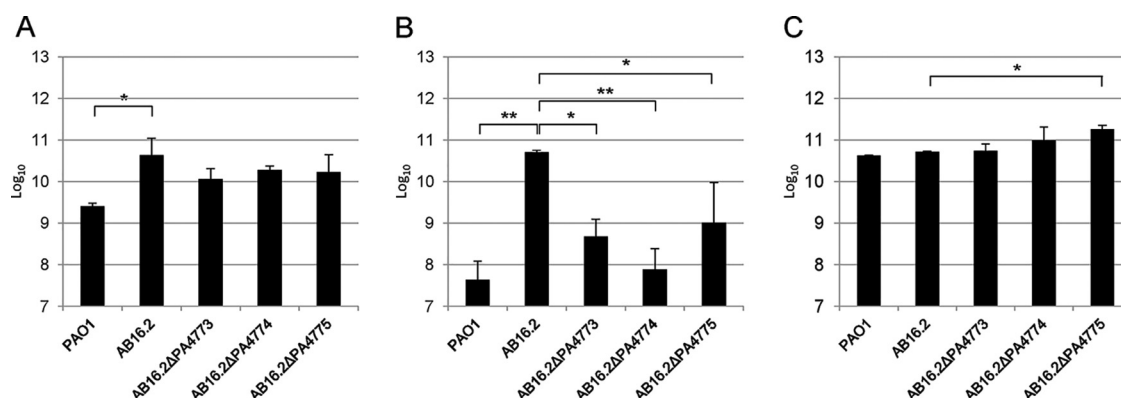 A
13
12
11
10
9
8
7
Log10
*
PAO1
AB16.2
AB16.2ΔPA4773
AB16.2ΔPA4774
AB16.2ΔPA4775
B
13
12
11
10
9
8
7
Log10
*
**
**
*
PAO1
AB16.2
AB16.2ΔPA4773
AB16.2ΔPA4774
AB16.2ΔPA4775
C
13
12
11
10
9
8
7
Log10
*
PAO1
AB16.2
AB16.2ΔPA4773
AB16.2ΔPA4774
AB16.2ΔPA4775